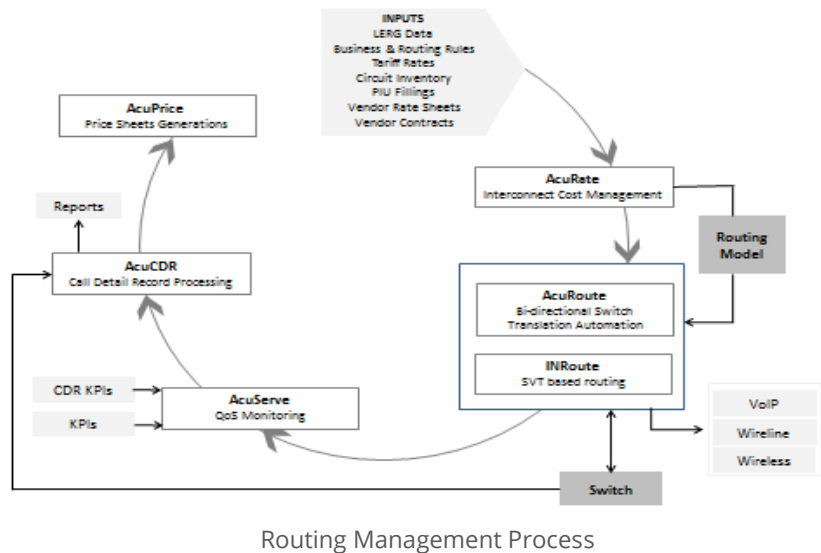 INPUTS
LERG Data
Business & Routing Rules
Tariff Rates
Circuit Inventory
PIU Fillings
Vendor Rate Sheets
Vendor Contracts
AcuPrice
Price Sheets Generations
AcuRate
Interconnect Cost Management
Reports
Routing
Model
AcuCDR
Call Detail Record Processing
AcuRoute
Bi-directional Switch
Translation Automation
INRoute
SVT based routing
CDR KPIs
KPIs
AcuServe
QoS Monitoring
VoIP
Wireline
Wireless
Switch
Routing Management Process